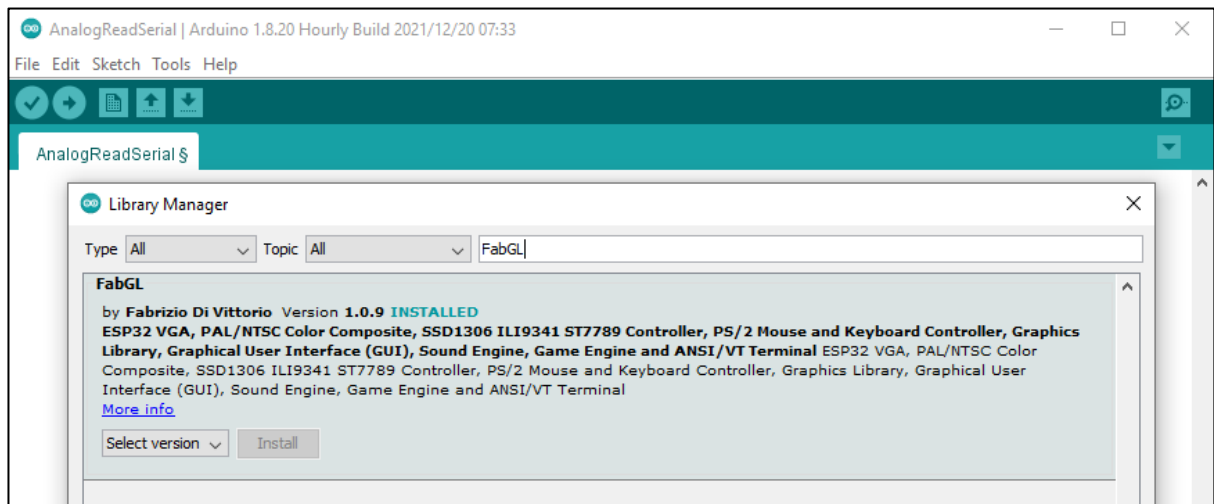 AnalogReadSerial | Arduino 1.8.20 Hourly Build 2021/12/20 07:33
File Edit Sketch Tools Help
AnalogReadSerial §
Library Manager
Type All Topic All FabGL
FabGL
by Fabrizio Di Vittorio Version 1.0.9 INSTALLED
ESP32 VGA, PAL/NTSC Color Composite, SSD1306 ILI9341 ST7789 Controller, PS/2 Mouse and Keyboard Controller, Graphics
Library, Graphical User Interface (GUI), Sound Engine, Game Engine and ANSI/VT Terminal ESP32 VGA, PAL/NTSC Color
Composite, SSD1306 ILI9341 ST7789 Controller, PS/2 Mouse and Keyboard Controller, Graphics Library, Graphical User
Interface (GUI), Sound Engine, Game Engine and ANSI/VT Terminal
More info
Select version Install